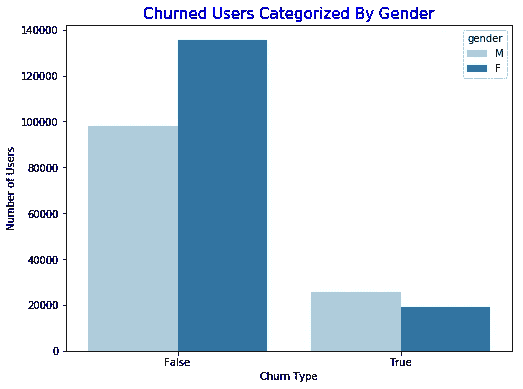 Churned Users Categorized By Gender
140000
120000
100000
80000
60000
40000
20000
0
Number of Users
gender
M
F
False
True
Churn Type